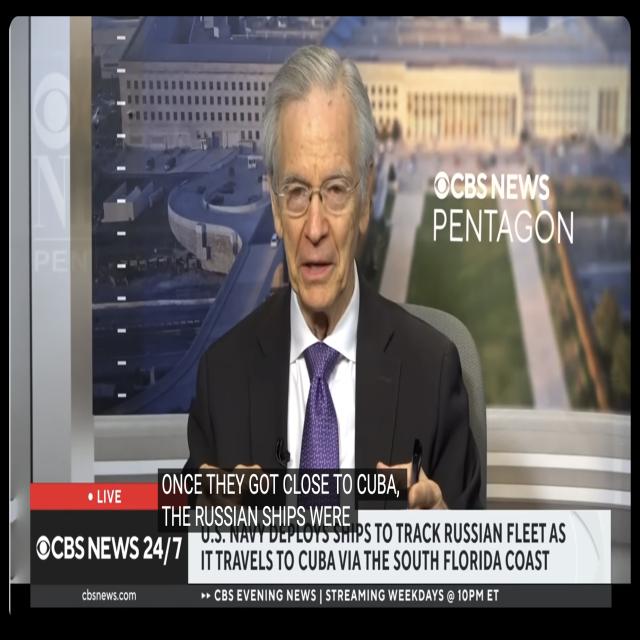 CBS NEWS
PENTAGON
N
PEN
LIVE
ONCE THEY GOT CLOSE TO CUBA,
THE RUSSIAN SHIPS WERE
CBS NEWS 24/7
U.S. NAVY DEPLOYS SHIPS TO TRACK RUSSIAN FLEET AS
IT TRAVELS TO CUBA VIA THE SOUTH FLORIDA COAST
cbsnews.com
CBS EVENING NEWS | STREAMING WEEKDAYS @ 10PM ET